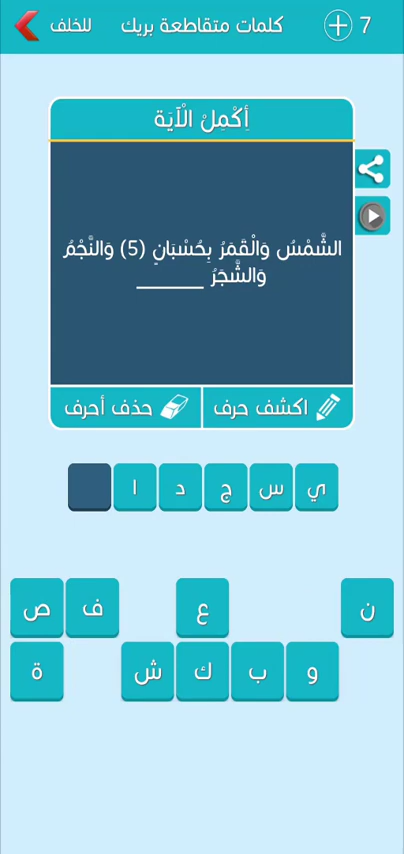 7 كلمات متقاطعة بريك للخلف
أَكْمِلْ الْآيَة
الشَّمْسُ وَالْقَمَرُ بِحُسْبَانٍ (5) وَالنَّجْمُ
وَالشَّجَرُ ______
اكشف حرف حذف أحرف
ي س ج د ا
ن ع ف ص
و ب ك ش ة